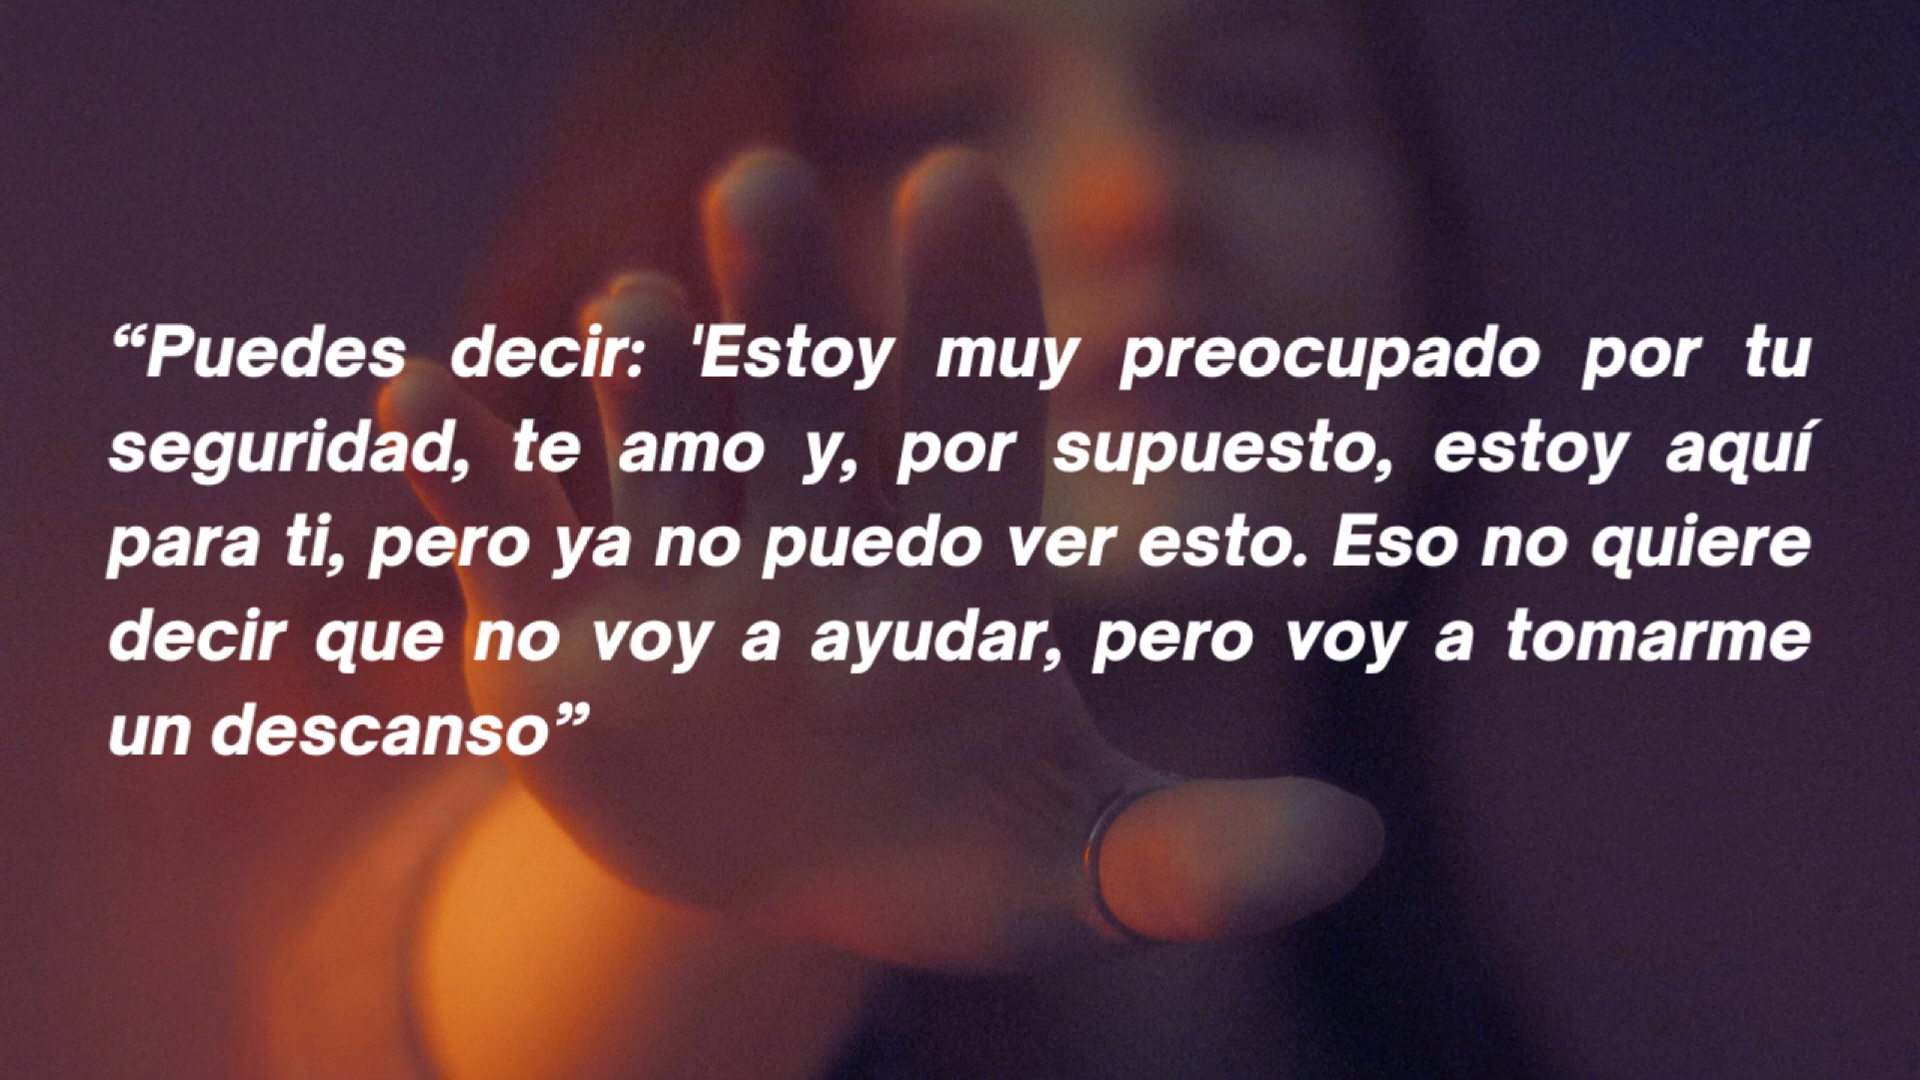 “Puedes decir: 'Estoy muy preocupado por tu
seguridad, te amo y, por supuesto, estoy aquí
para ti, pero ya no puedo ver esto. Eso no quiere
decir que no voy a ayudar, pero voy a tomarme
un descanso”